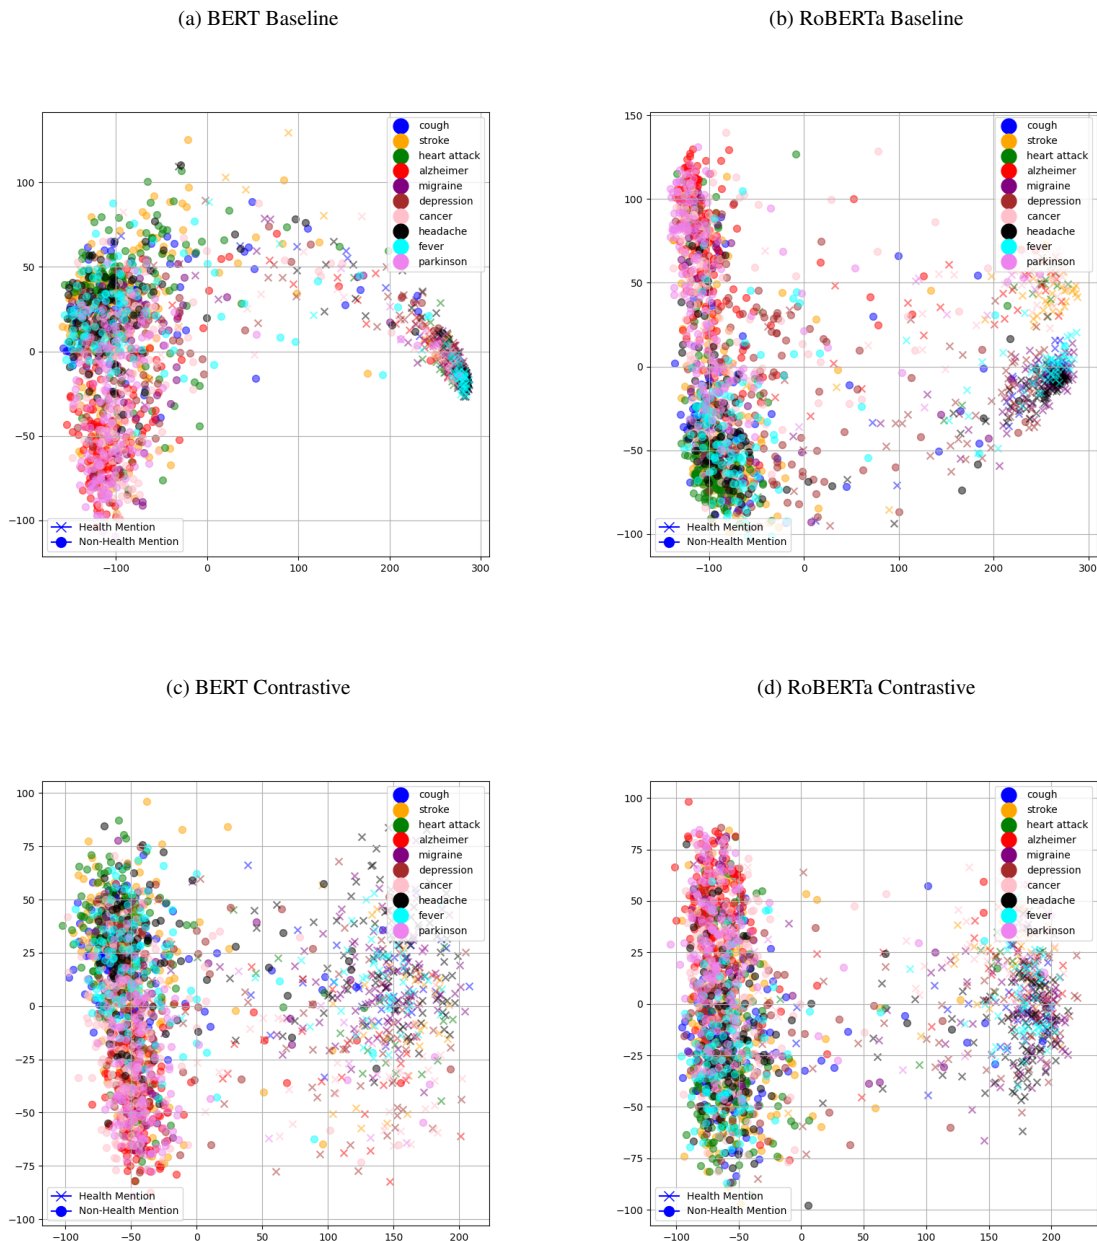 (a) BERT Baseline
(b) RoBERTa Baseline
cough
stroke
heart attack
alzheimer
migraine
depression
cancer
headache
fever
parkinson
100
50
0
−50
−100
Health Mention
Non-Health Mention
−100 0 100 200 300
150
100
50
0
−50
−100
cough
stroke
heart attack
alzheimer
migraine
depression
cancer
headache
fever
parkinson
Health Mention
Non-Health Mention
−100 0 100 200 300
(c) BERT Contrastive
(d) RoBERTa Contrastive
100
75
50
25
0
−25
−50
−75
−100
cough
stroke
heart attack
alzheimer
migraine
depression
cancer
headache
fever
parkinson
Health Mention
Non-Health Mention
−100 −50 0 50 100 150 200
100
75
50
25
0
−25
−50
−75
−100
cough
stroke
heart attack
alzheimer
migraine
depression
cancer
headache
fever
parkinson
Health Mention
Non-Health Mention
−100 −50 0 50 100 150 200